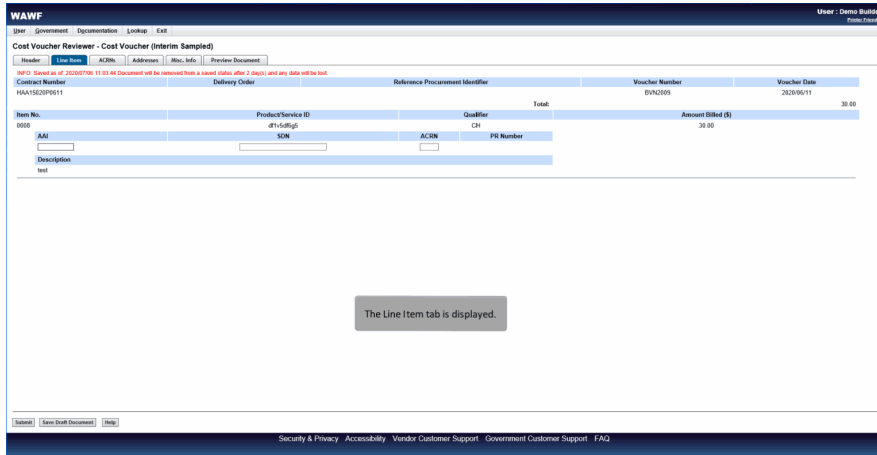 WAWF
User : Demo Builde
Printer Friend
User Government Documentation Lookup Exit
Cost Voucher Reviewer - Cost Voucher (Interim Sampled)
Header Line Item ACRNs Addresses Misc. Info Preview Document
INFO: Saved as of: 2020/07/06 11:03:44 Document will be removed from a saved status after 2 day(s) and any data will be lost.
Contract Number Delivery Order Reference Procurement Identifier Voucher Number Voucher Date
HAA15020P0611 BVN2009 2020/06/11
Total: 30.00
Item No. Product/Service ID Qualifier Amount Billed ($)
0008 df1v5df6g5 CH 30.00
AAI SDN ACRN PR Number
Description
test
The Line Item tab is displayed.
Submit Save Draft Document Help
Security & Privacy Accessibility Vendor Customer Support Government Customer Support FAQ